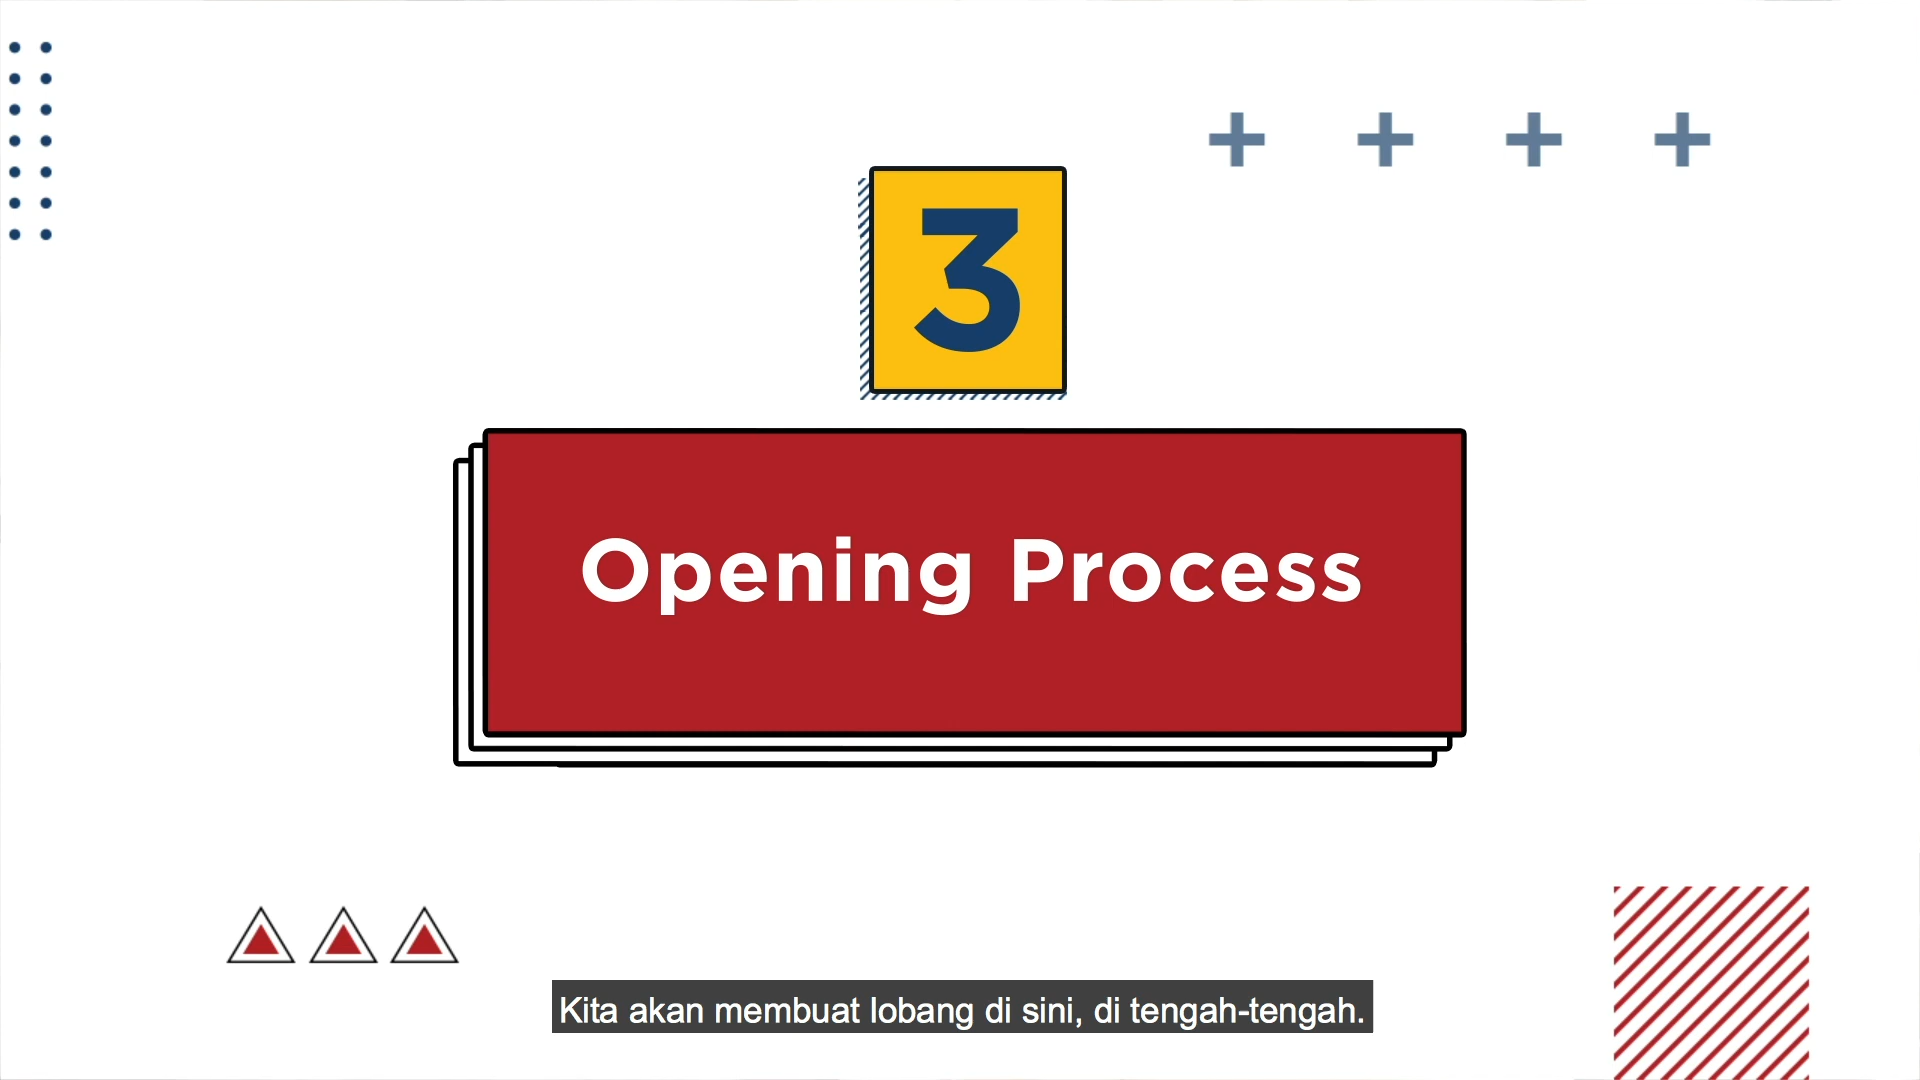 3
Opening Process
Kita akan membuat lobang di sini, di tengah-tengah.